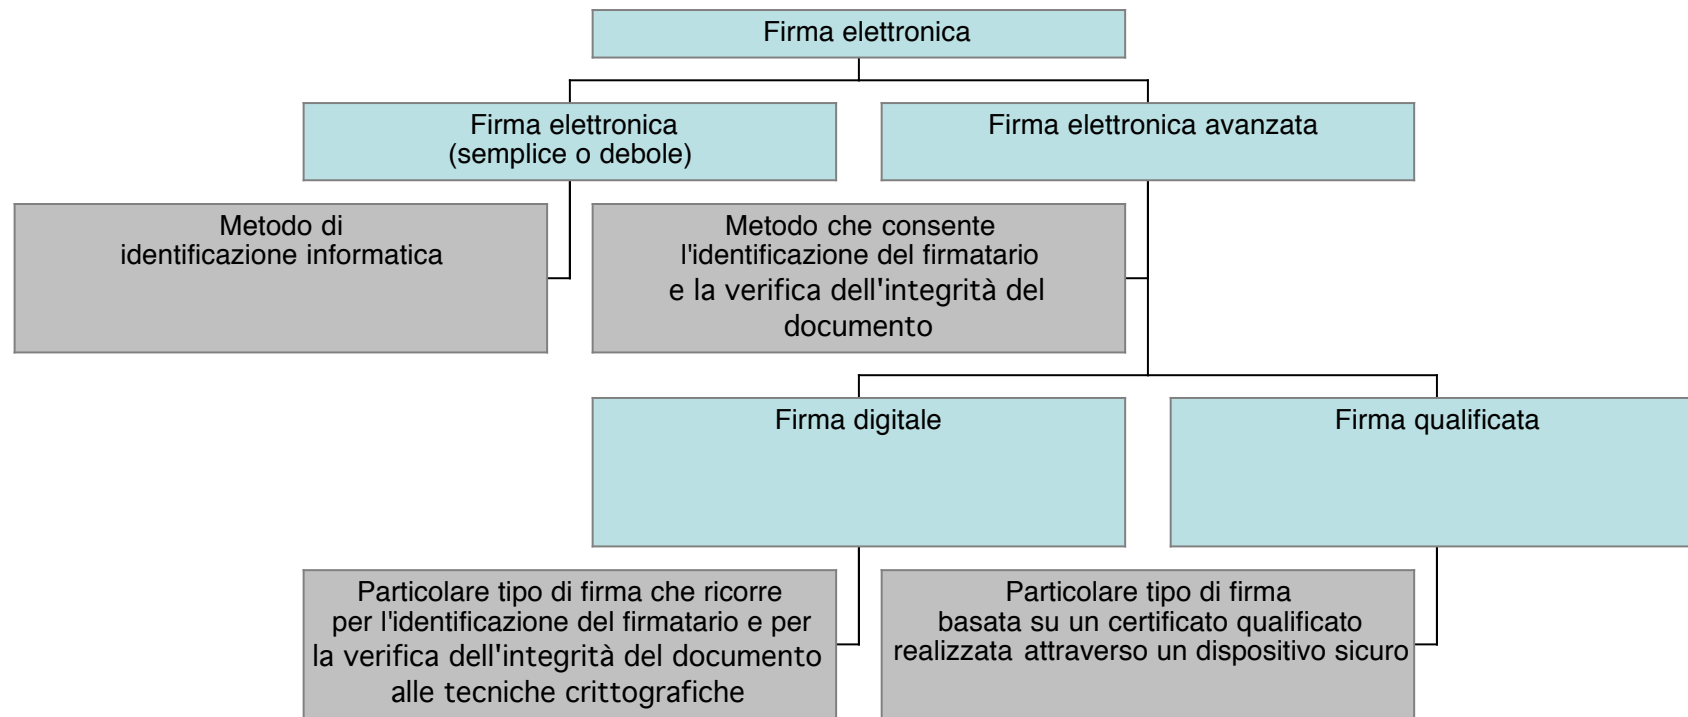 Firma elettronica
Firma elettronica
(semplice o debole)
Firma elettronica avanzata
Metodo di
identificazione informatica
Metodo che consente
l'identificazione del firmatario
e la verifica dell'integrità del
documento
Firma digitale
Firma qualificata
Particolare tipo di firma che ricorre
per l'identificazione del firmatario e per
la verifica dell'integrità del documento
alle tecniche crittografiche
Particolare tipo di firma
basata su un certificato qualificato
realizzata attraverso un dispositivo sicuro